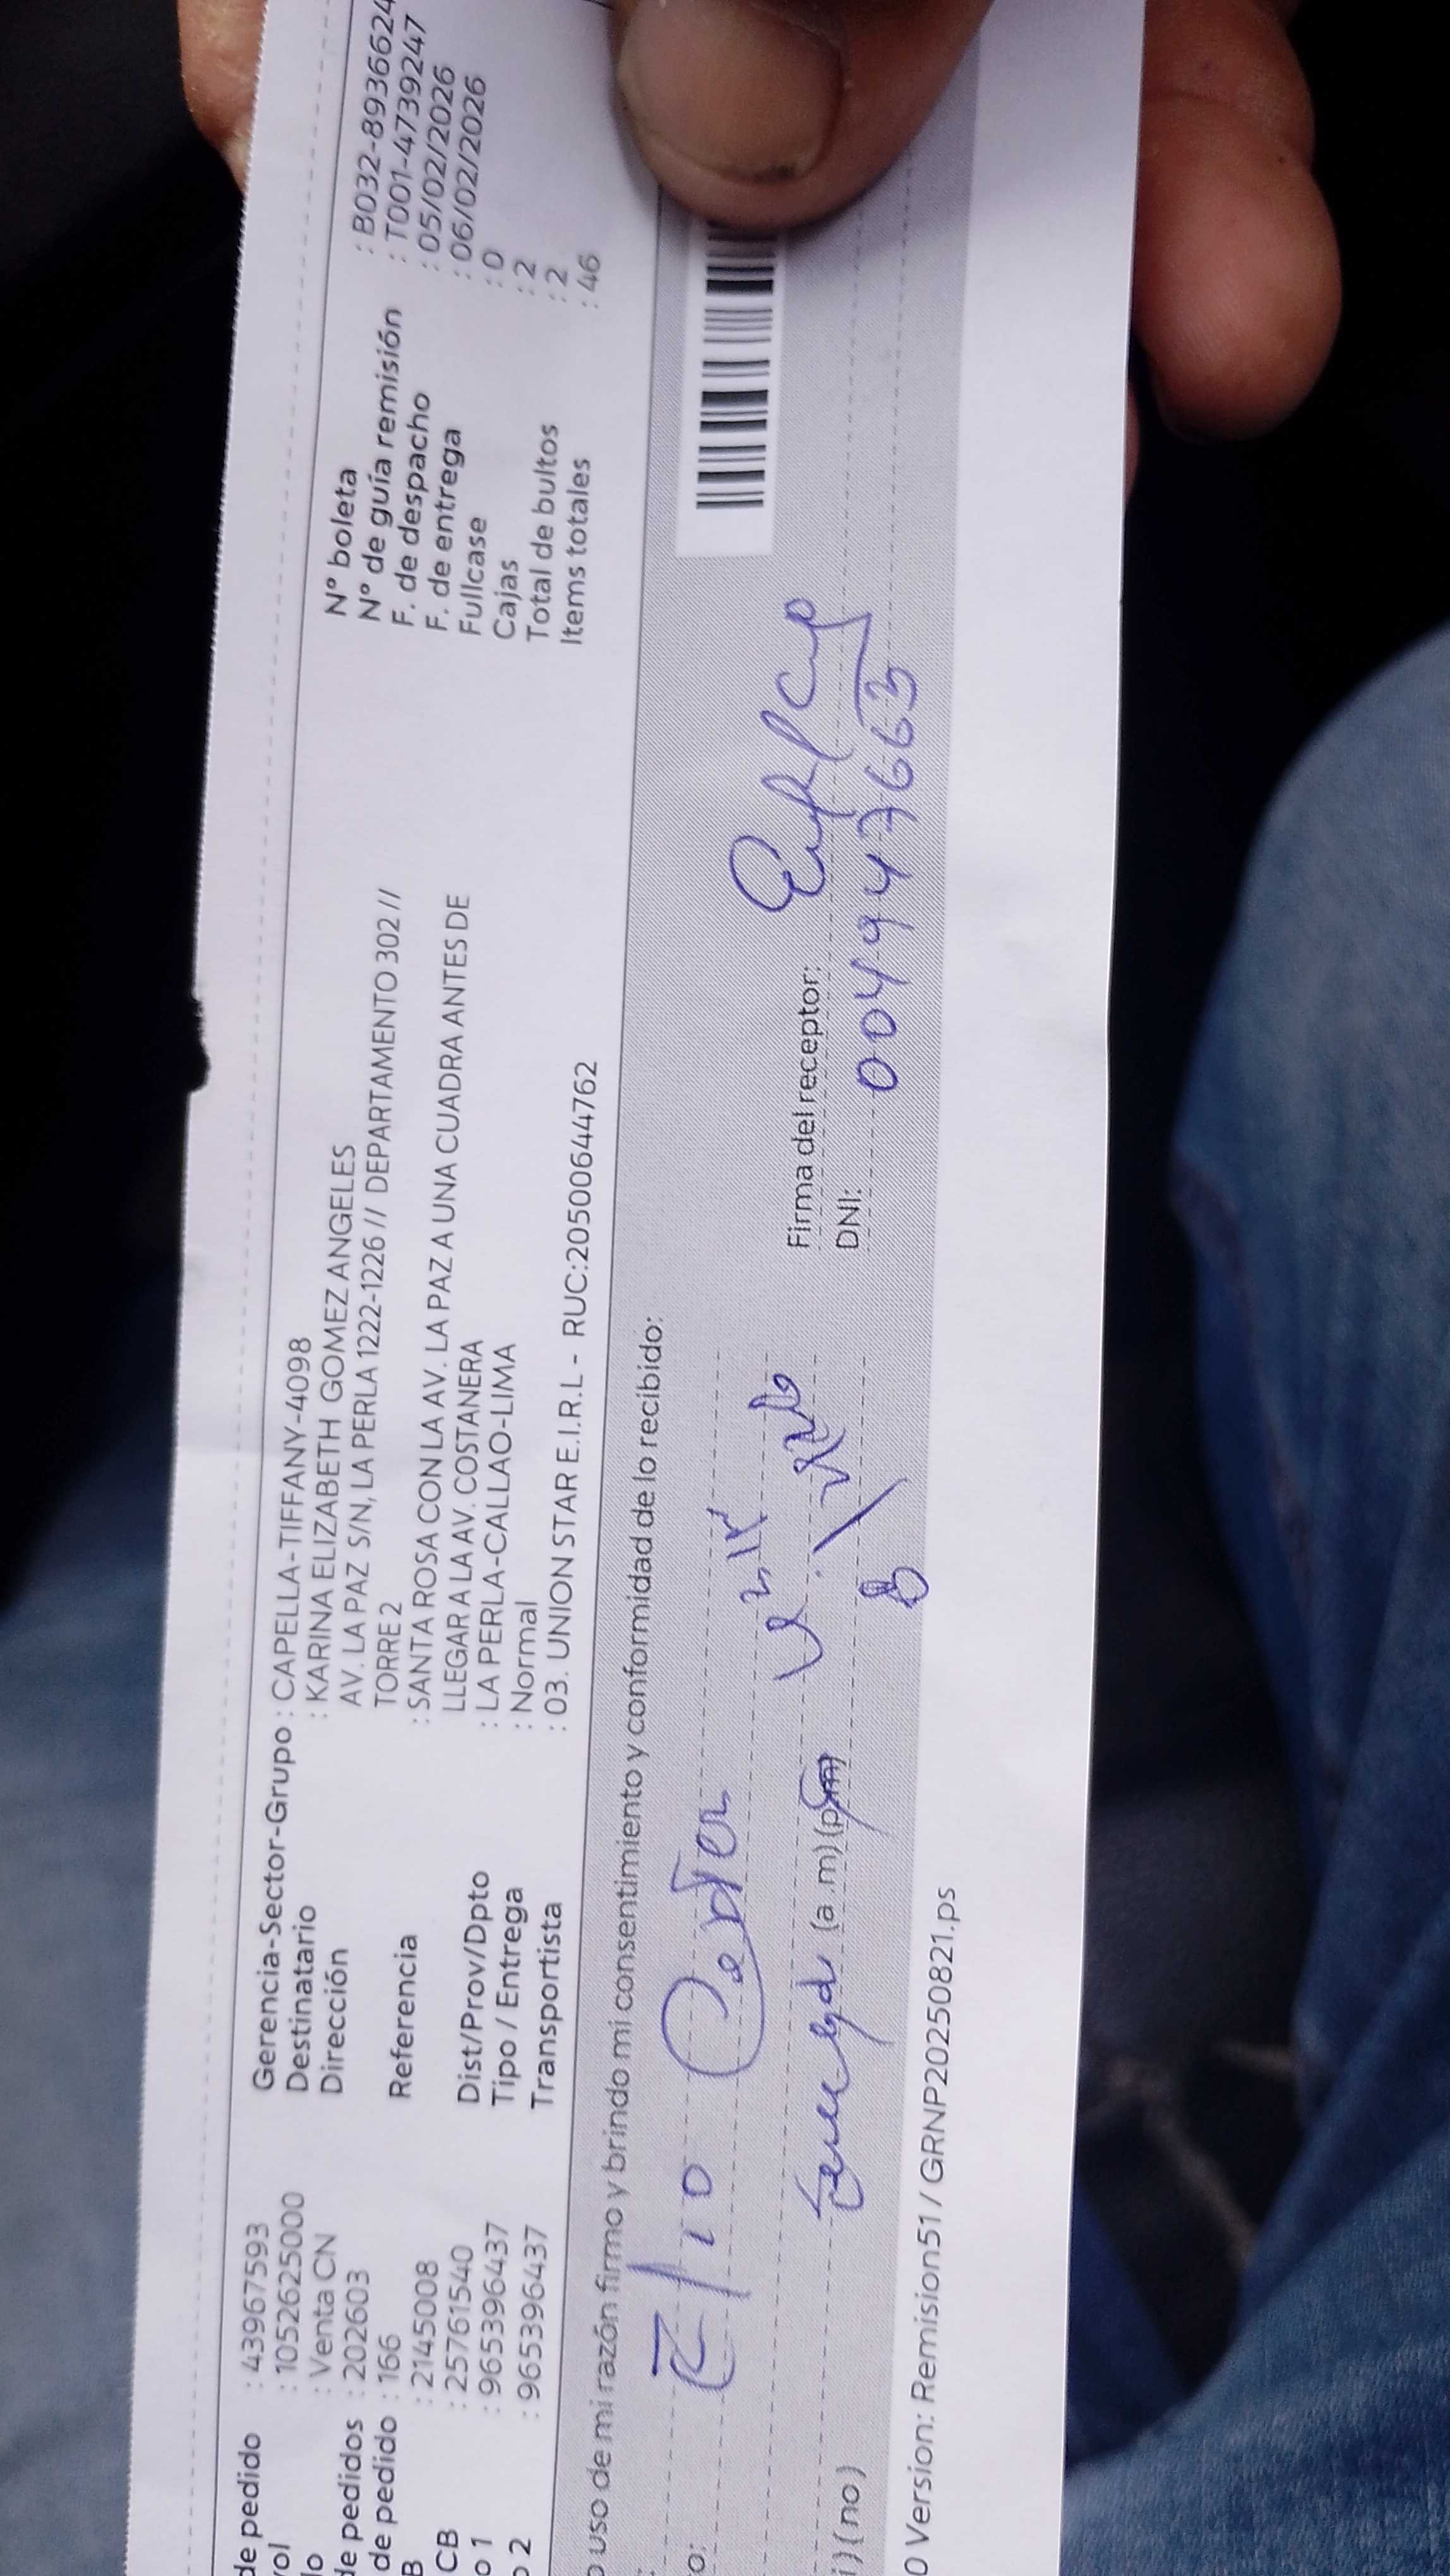 de pedido : 43967593
: 1052625000
: Venta CN
de pedidos : 202603
de pedido : 166
: 2145008
CB : 25761540
o 1 : 965396437
o 2 : 965396437
Gerencia-Sector-Grupo : CAPELLA-TIFFANY-4098
Destinatario : KARINA ELIZABETH GOMEZ ANGELES
Dirección AV. LA PAZ S/N, LA PERLA 1222-1226 // DEPARTAMENTO 302 //
TORRE 2
Referencia : SANTA ROSA CON LA AV. LA PAZ A UNA CUADRA ANTES DE
LLEGAR A LA AV. COSTANERA
Dist/Prov/Dpto : LA PERLA-CALLAO-LIMA
Tipo / Entrega : Normal
Transportista : 03. UNION STAR E.I.R.L - RUC:20500644762
Nº boleta : B032-8936624
Nº de guía remisión : T001-4739247
F. de despacho : 05/02/2026
F. de entrega : 06/02/2026
Fullcase : 0
Cajas : 2
Total de bultos : 2
Items totales : 46
uso de mi razón firmo y brindo mi consentimiento y conformidad de lo recibido:
Elio
(a.m) (p.m)
i) (no)
Firma del receptor:
DNI: 004947663
0 Version: Remision51 / GRNP20250821.ps